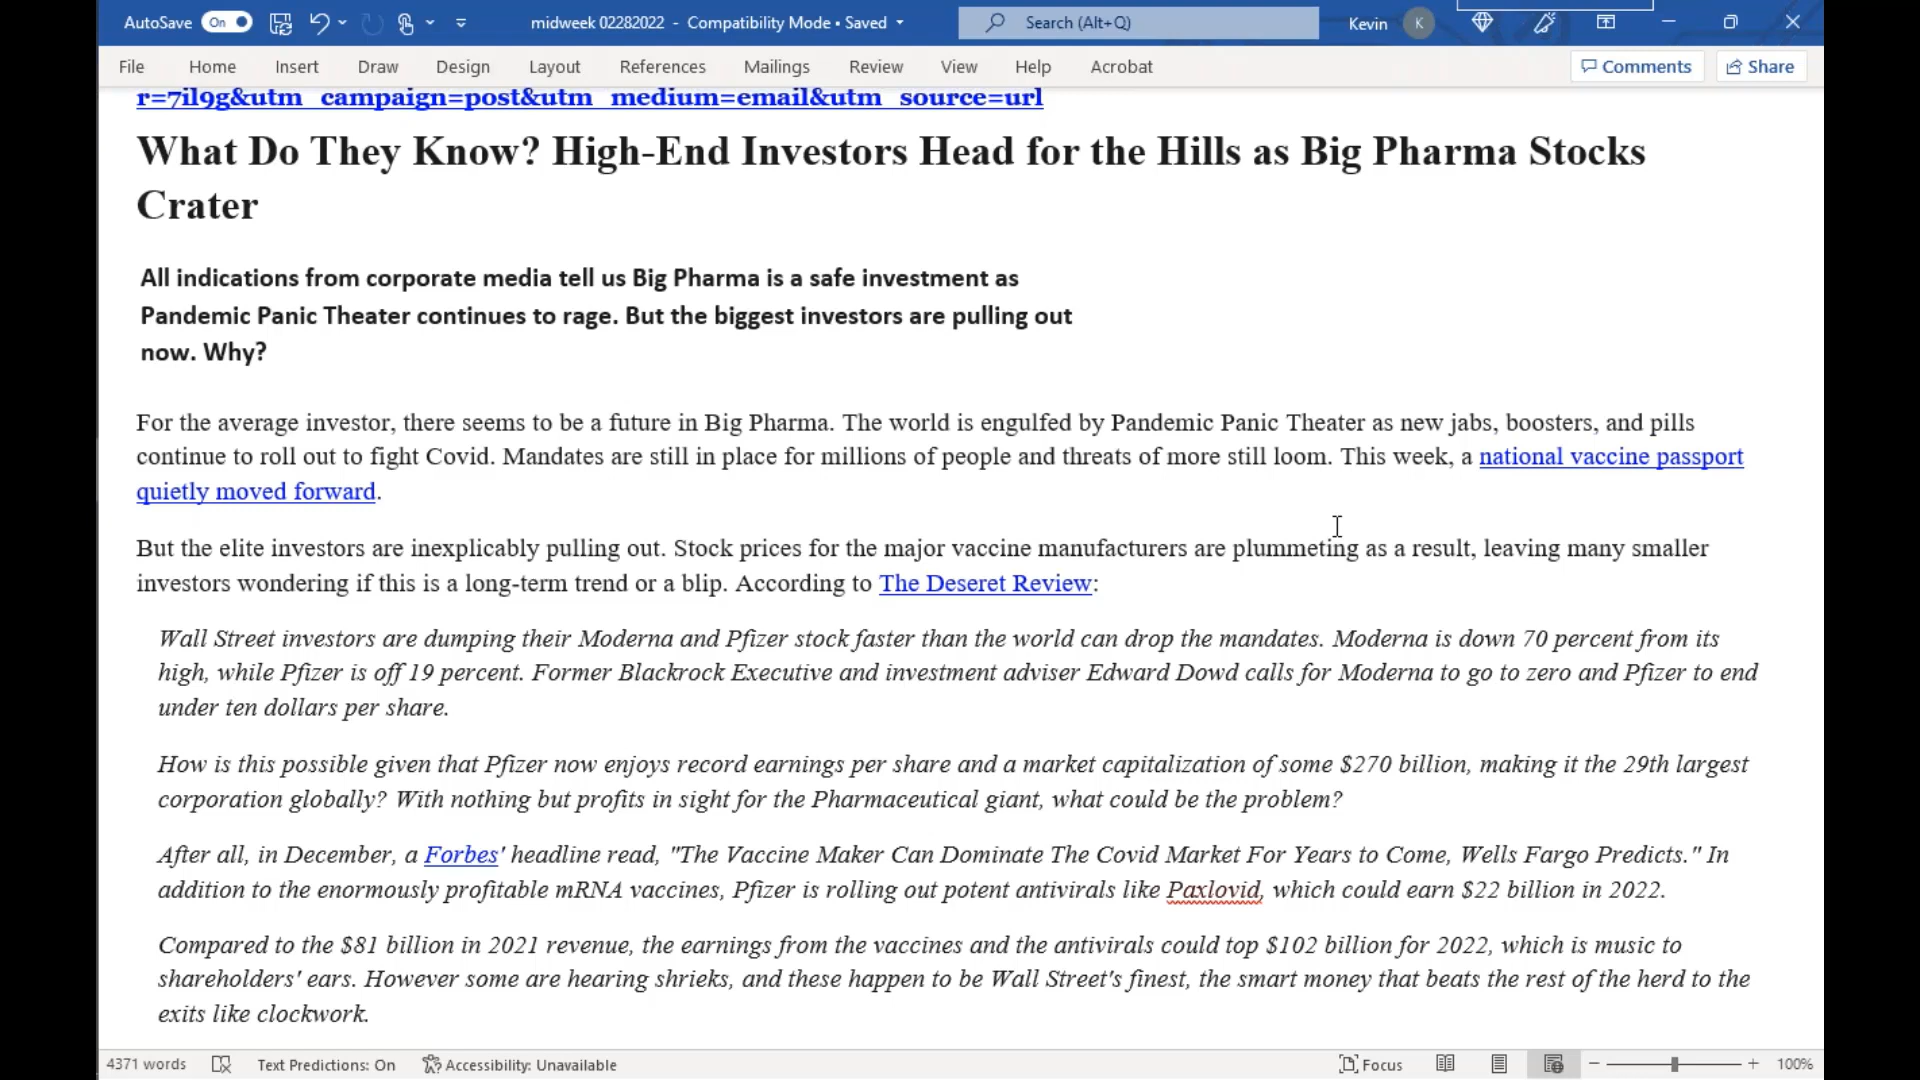 AutoSave On midweek 02282022 - Compatibility Mode • Saved Search (Alt+Q) Kevin K
File Home Insert Draw Design Layout References Mailings Review View Help Acrobat Comments Share
r=7il9g&utm_campaign=post&utm_medium=email&utm_source=url
What Do They Know? High-End Investors Head for the Hills as Big Pharma Stocks
Crater
All indications from corporate media tell us Big Pharma is a safe investment as
Pandemic Panic Theater continues to rage. But the biggest investors are pulling out
now. Why?
For the average investor, there seems to be a future in Big Pharma. The world is engulfed by Pandemic Panic Theater as new jabs, boosters, and pills
continue to roll out to fight Covid. Mandates are still in place for millions of people and threats of more still loom. This week, a national vaccine passport
quietly moved forward.
But the elite investors are inexplicably pulling out. Stock prices for the major vaccine manufacturers are plummeting as a result, leaving many smaller
investors wondering if this is a long-term trend or a blip. According to The Deseret Review:
Wall Street investors are dumping their Moderna and Pfizer stock faster than the world can drop the mandates. Moderna is down 70 percent from its
high, while Pfizer is off 19 percent. Former Blackrock Executive and investment adviser Edward Dowd calls for Moderna to go to zero and Pfizer to end
under ten dollars per share.
How is this possible given that Pfizer now enjoys record earnings per share and a market capitalization of some $270 billion, making it the 29th largest
corporation globally? With nothing but profits in sight for the Pharmaceutical giant, what could be the problem?
After all, in December, a Forbes' headline read, "The Vaccine Maker Can Dominate The Covid Market For Years to Come, Wells Fargo Predicts." In
addition to the enormously profitable mRNA vaccines, Pfizer is rolling out potent antivirals like Paxlovid, which could earn $22 billion in 2022.
Compared to the $81 billion in 2021 revenue, the earnings from the vaccines and the antivirals could top $102 billion for 2022, which is music to
shareholders' ears. However some are hearing shrieks, and these happen to be Wall Street's finest, the smart money that beats the rest of the herd to the
exits like clockwork.
4371 words Text Predictions: On Accessibility: Unavailable Focus 100%